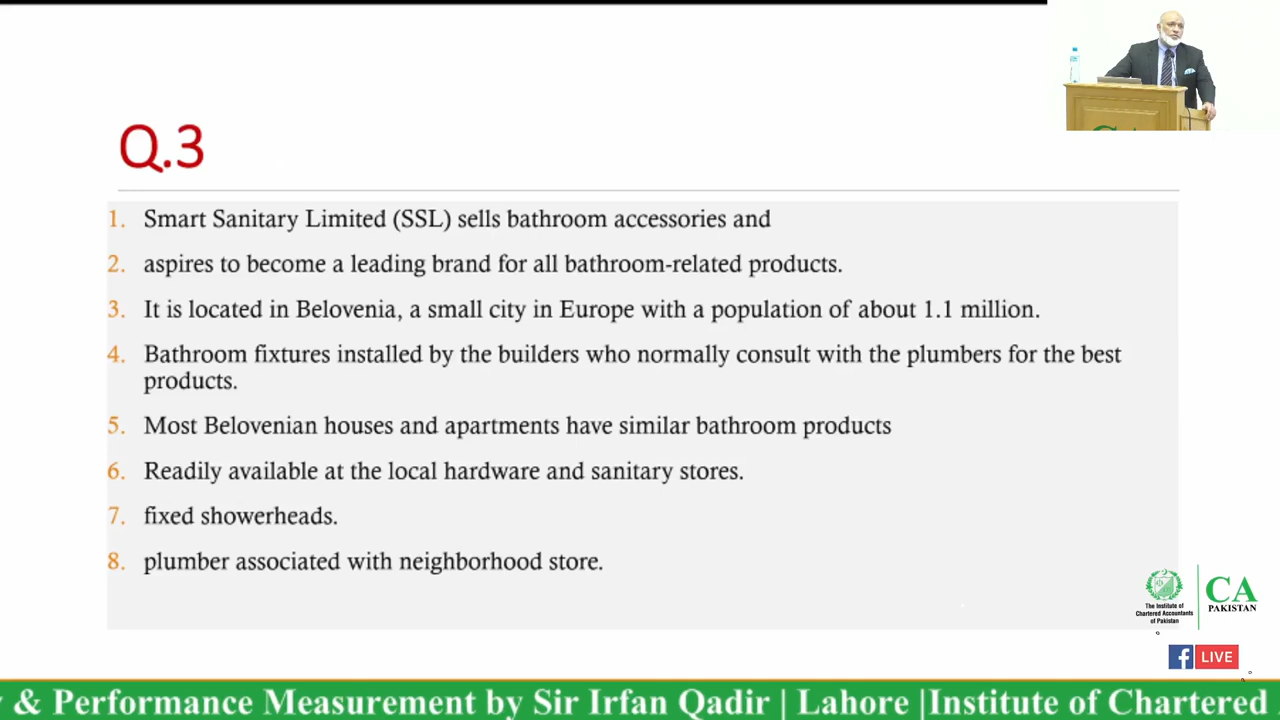 Q.3
1. Smart Sanitary Limited (SSL) sells bathroom accessories and
2. aspires to become a leading brand for all bathroom-related products.
3. It is located in Belovenia, a small city in Europe with a population of about 1.1 million.
4. Bathroom fixtures installed by the builders who normally consult with the plumbers for the best
products.
5. Most Belovenian houses and apartments have similar bathroom products
6. Readily available at the local hardware and sanitary stores.
7. fixed showerheads.
8. plumber associated with neighborhood store.
The Institute of
Chartered Accountants
of Pakistan
CA
PAKISTAN
f LIVE
& Performance Measurement by Sir Irfan Qadir | Lahore |Institute of Chartered